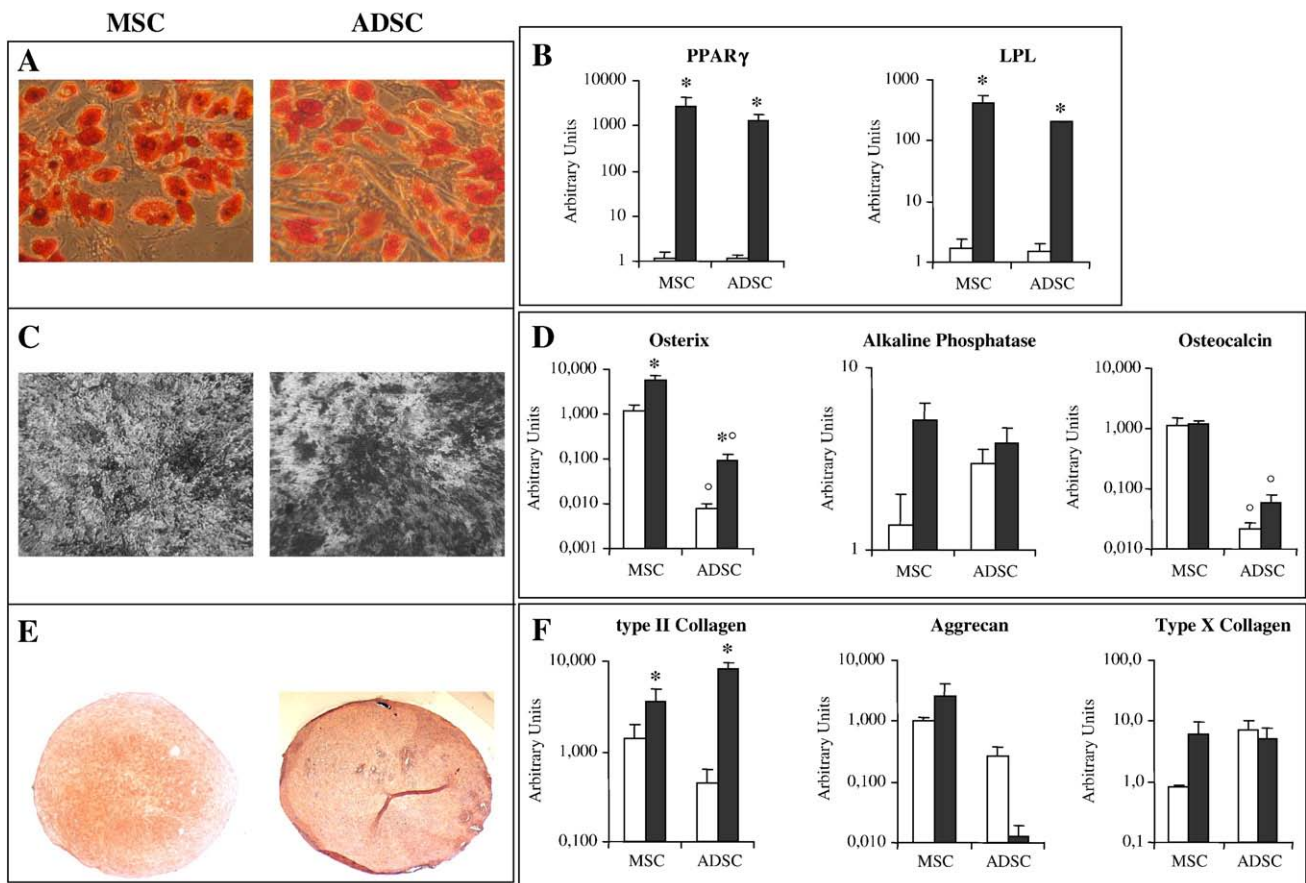 MSC ADSC
A
B
PPARγ
Arbitrary Units
10000
1000
100
10
1
*
*
MSC ADSC
LPL
Arbitrary Units
1000
100
10
1
*
*
MSC ADSC
C
D
Osterix
Arbitrary Units
10,000
1,000
0,100
0,010
0,001
*
○
*○
MSC ADSC
Alkaline Phosphatase
Arbitrary Units
10
1
MSC ADSC
Osteocalcin
Arbitrary Units
1,000
0,100
0,010
○
○
MSC ADSC
E
F
type II Collagen
Arbitrary Units
10,000
1,000
0,100
*
*
MSC ADSC
Aggrecan
Arbitrary Units
10,000
1,000
0,100
0,010
MSC ADSC
Type X Collagen
Arbitrary Units
100,0
10,0
1,0
0,1
MSC ADSC